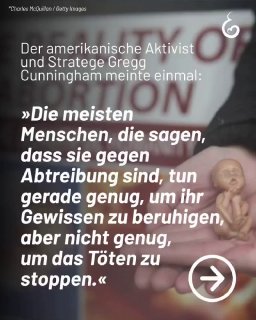 *Charles McQuillan / Getty Images
Der amerikanische Aktivist
und Stratege Gregg
Cunningham meinte einmal:
»Die meisten
Menschen, die sagen,
dass sie gegen
Abtreibung sind, tun
gerade genug, um ihr
Gewissen zu beruhigen,
aber nicht genug,
um das Töten zu
stoppen.«